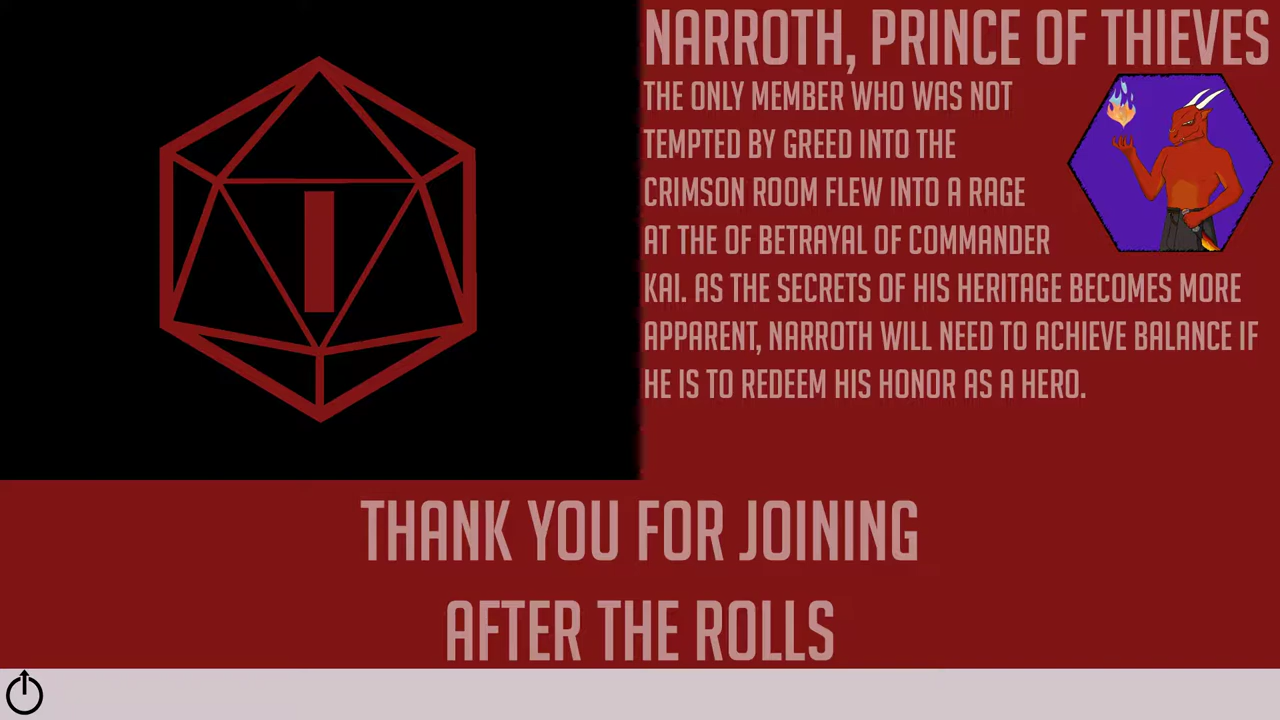 NARROTH, PRINCE OF THIEVES
THE ONLY MEMBER WHO WAS NOT
TEMPTED BY GREED INTO THE
CRIMSON ROOM FLEW INTO A RAGE
AT THE OF BETRAYAL OF COMMANDER
KAI. AS THE SECRETS OF HIS HERITAGE BECOMES MORE
APPARENT, NARROTH WILL NEED TO ACHIEVE BALANCE IF
HE IS TO REDEEM HIS HONOR AS A HERO.
I
THANK YOU FOR JOINING
AFTER THE ROLLS